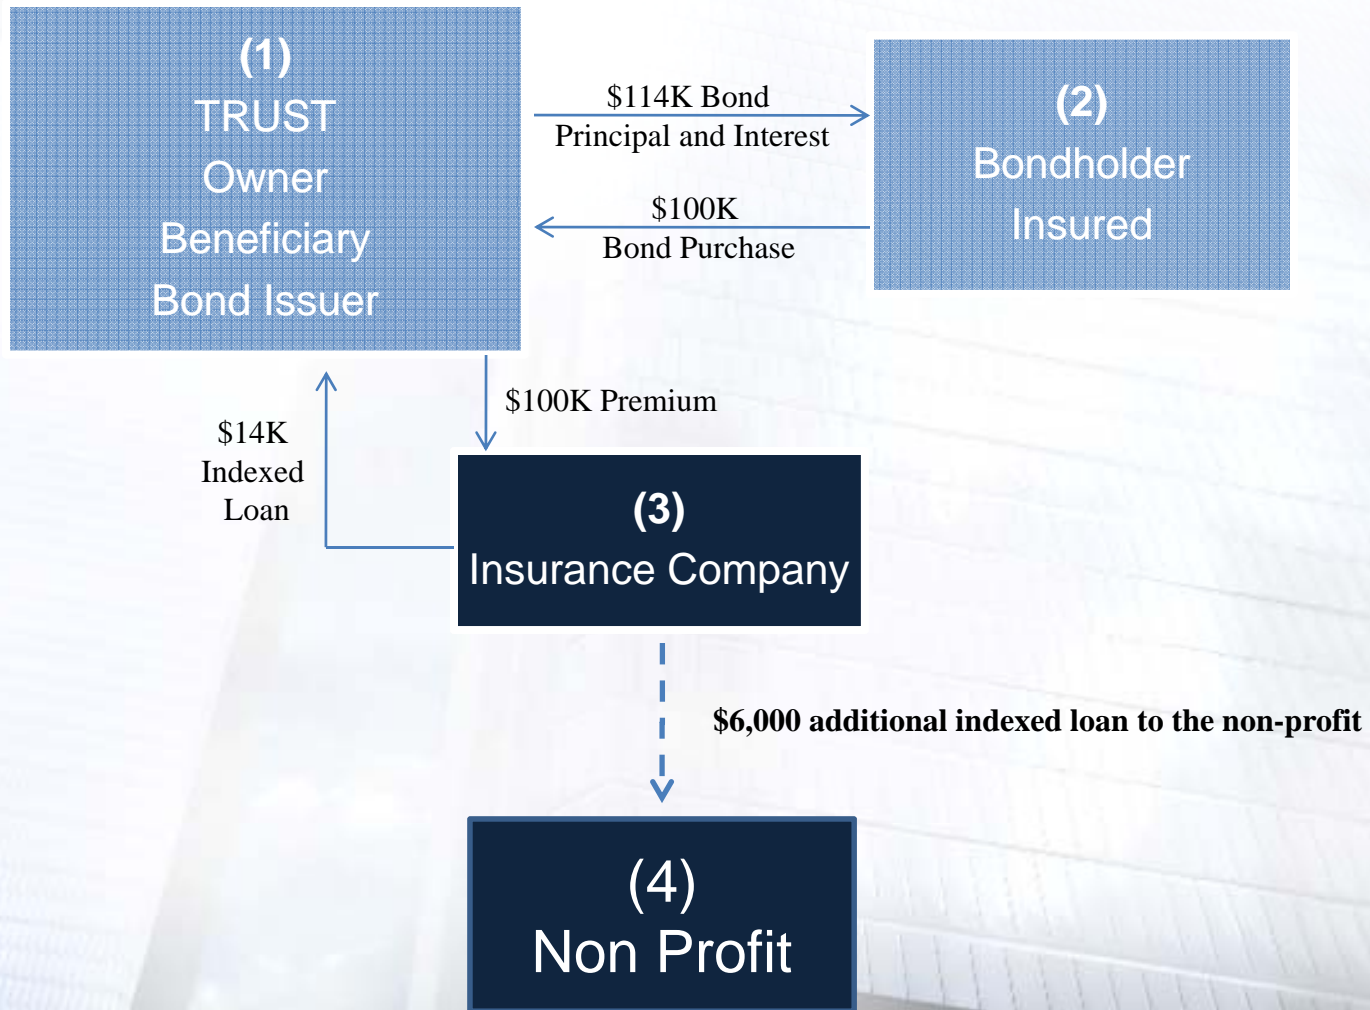 (1)
TRUST
Owner
Beneficiary
Bond Issuer
$114K Bond
Principal and Interest
$100K
Bond Purchase
(2)
Bondholder
Insured
$14K
Indexed
Loan
$100K Premium
(3)
Insurance Company
$6,000 additional indexed loan to the non-profit
(4)
Non Profit